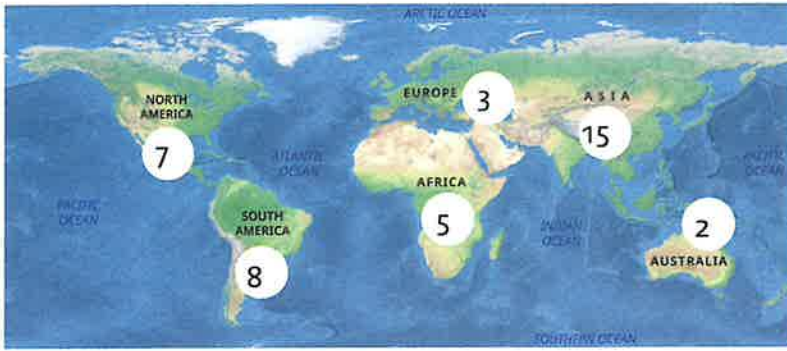 ARCTIC OCEAN
EUROPE
3
ASIA
NORTH
AMERICA
15
7
ATLANTIC
OCEAN
PACIFIC
OCEAN
AFRICA
PACIFIC
OCEAN
SOUTH
AMERICA
5
INDIAN
OCEAN
2
8
AUSTRALIA
SOUTHERN OCEAN